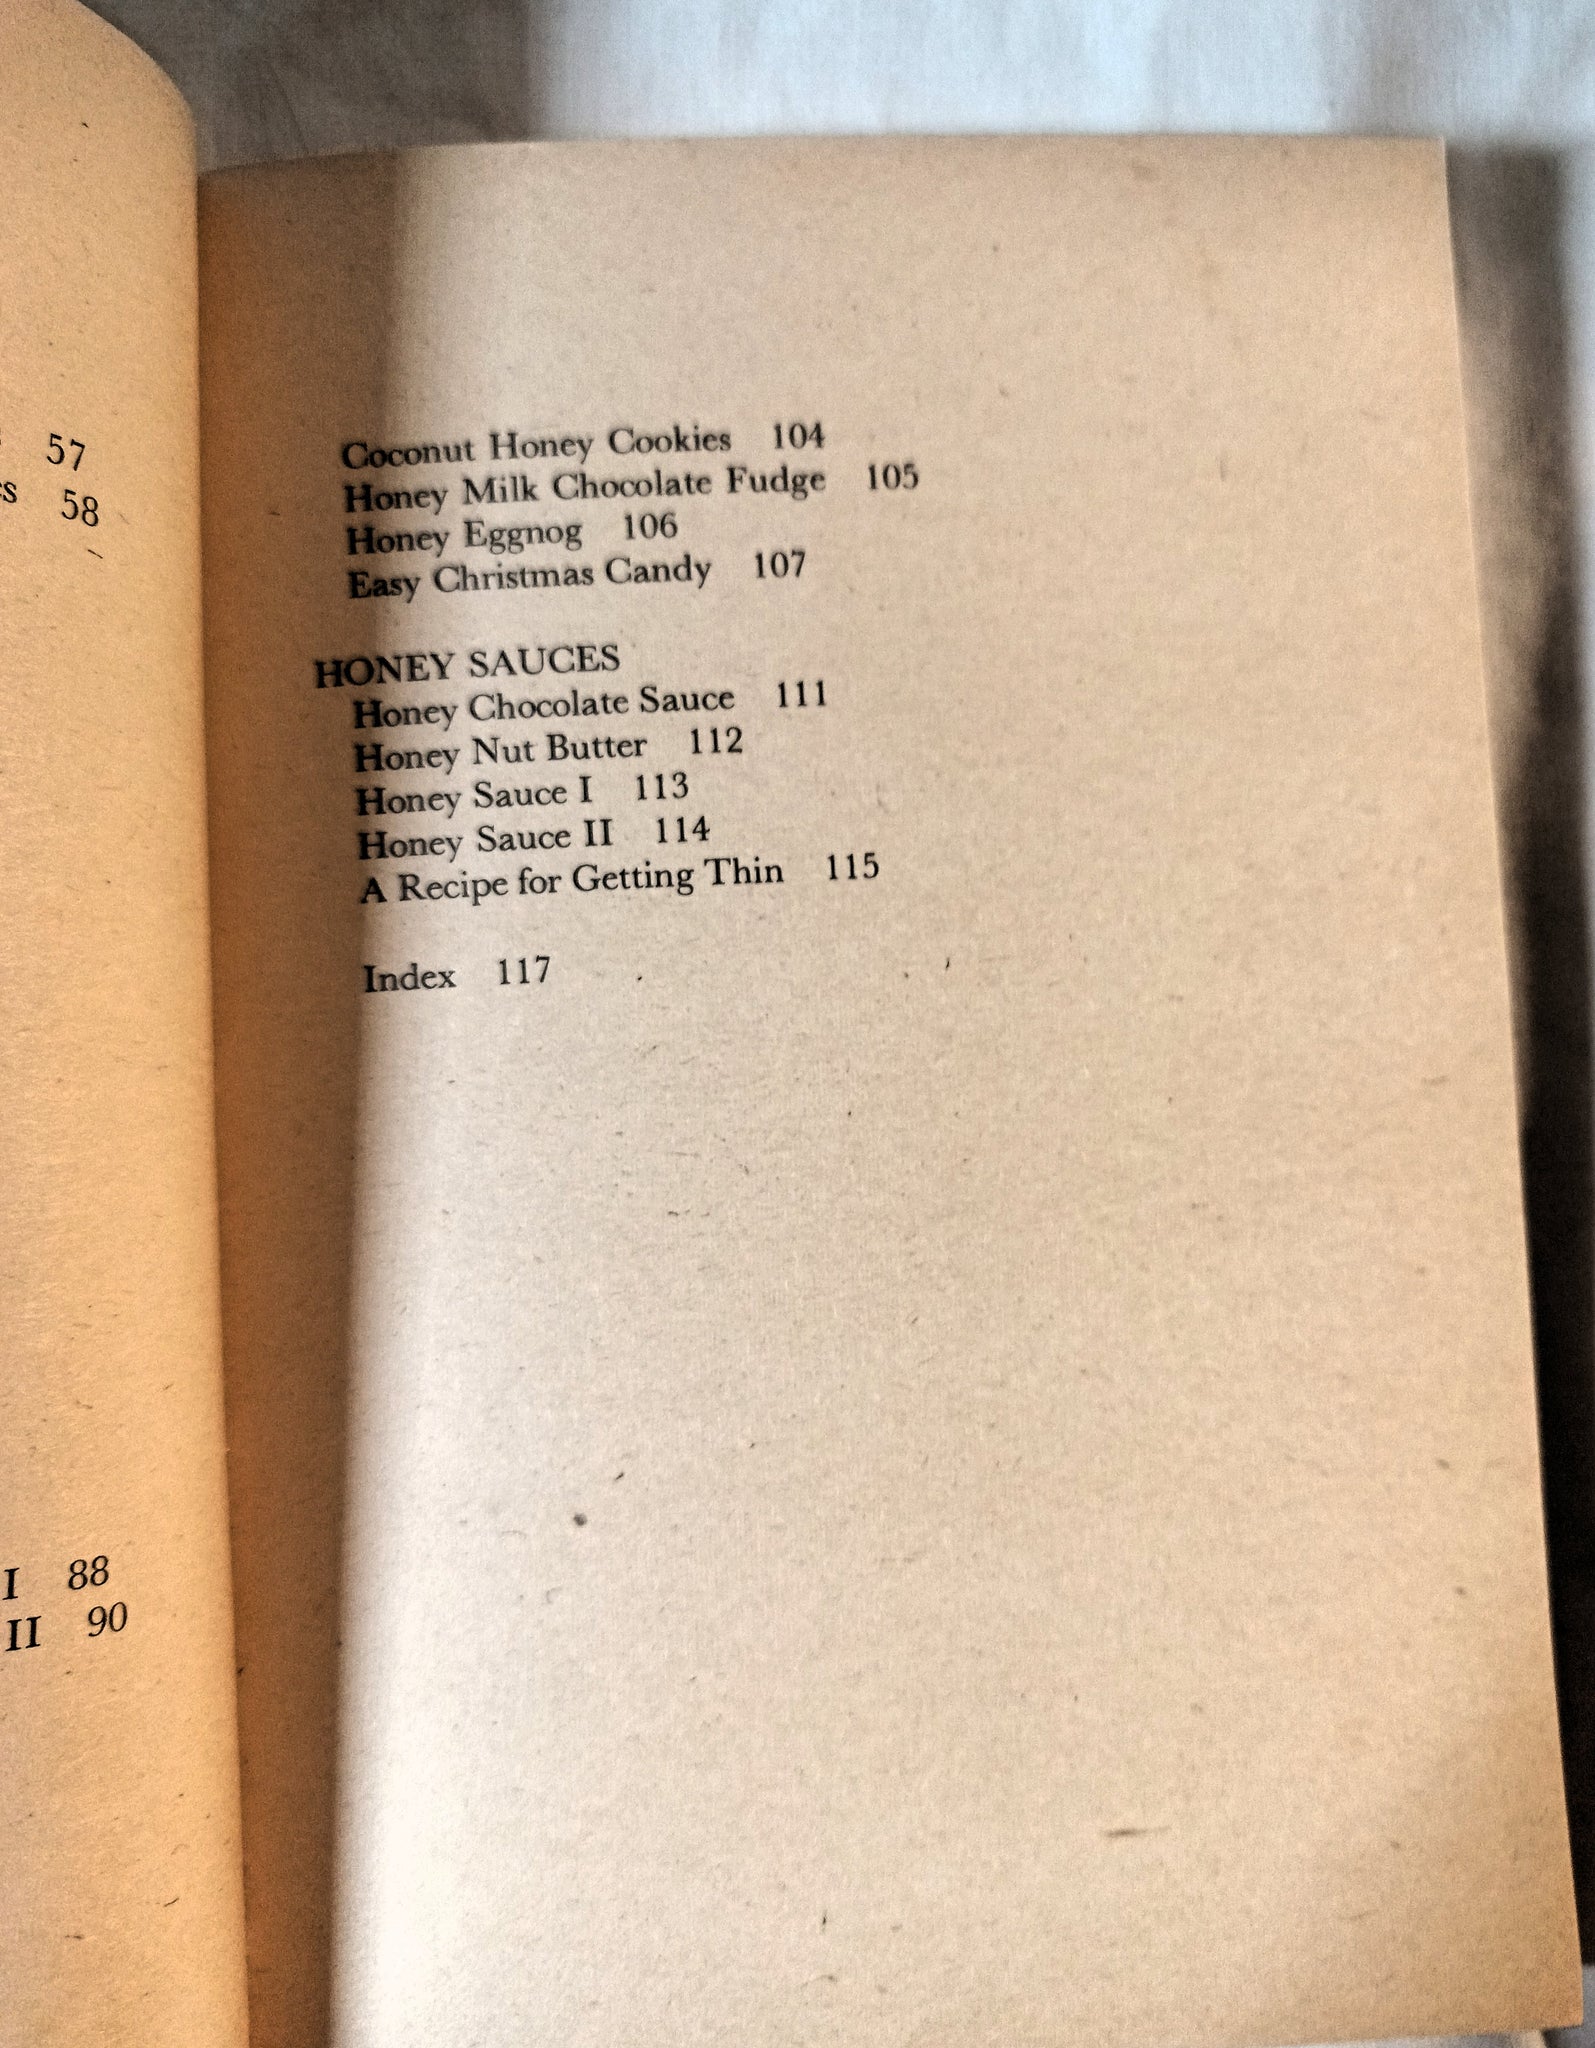 57
58
I 88
II 90
Coconut Honey Cookies 104
Honey Milk Chocolate Fudge 105
Honey Eggnog 106
Easy Christmas Candy 107
HONEY SAUCES
Honey Chocolate Sauce 111
Honey Nut Butter 112
Honey Sauce I 113
Honey Sauce II 114
A Recipe for Getting Thin 115
Index 117